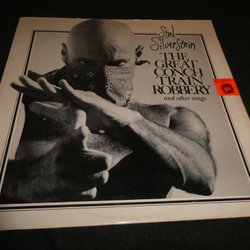 Shel
Silverstein
THE
GREAT
CONCH
TRAIN
ROBBERY
and other songs